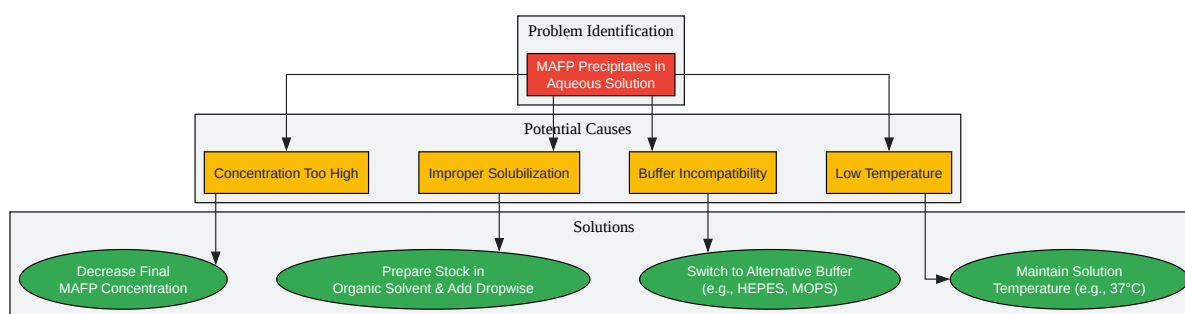 Problem Identification
MAFP Precipitates in
Aqueous Solution
Potential Causes
Concentration Too High
Improper Solubilization
Buffer Incompatibility
Low Temperature
Solutions
Decrease Final
MAFP Concentration
Prepare Stock in
Organic Solvent & Add Dropwise
Switch to Alternative Buffer
(e.g., HEPES, MOPS)
Maintain Solution
Temperature (e.g., 37°C)